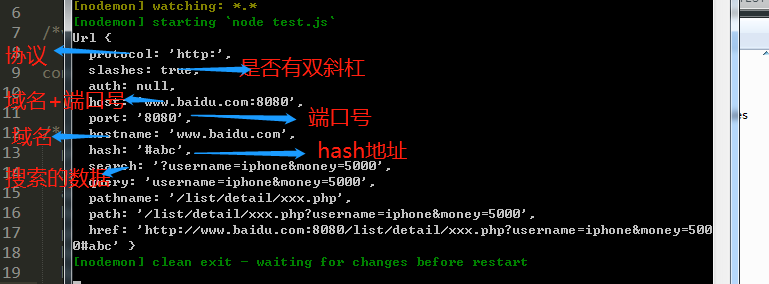 6
7
8
9
10
11
12
13
14
15
16
17
18
19
/*
co
/*
[nodemon] watching: *.*
[nodemon] starting `node test.js`
Url {
protocol: 'http:',
协议
slashes: true,
是否有双斜杠
auth: null,
host: 'www.baidu.com:8080',
域名+端口号
port: '8080',
端口号
hostname: 'www.baidu.com',
域名
hash: '#abc',
hash地址
search: '?username=iphone&money=5000',
搜索的数据
query: 'username=iphone&money=5000',
pathname: '/list/detail/xxx.php',
path: '/list/detail/xxx.php?username=iphone&money=5000',
href: 'http://www.baidu.com:8080/list/detail/xxx.php?username=iphone&money=500
0#abc' }
[nodemon] clean exit - waiting for changes before restart
es